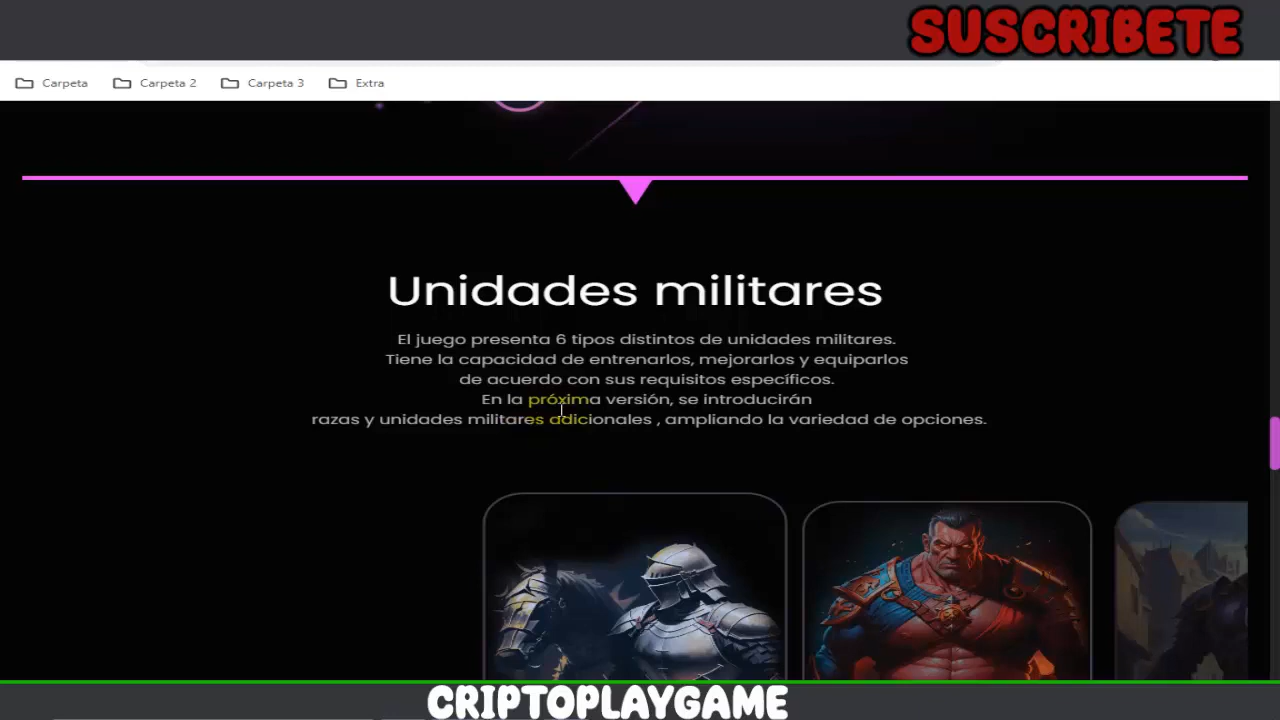 SUSCRIBETE
Carpeta
Carpeta 2
Carpeta 3
Extra
Unidades militares
El juego presenta 6 tipos distintos de unidades militares.
Tiene la capacidad de entrenarlos, mejorarlos y equiparlos
de acuerdo con sus requisitos específicos.
En la próxima versión, se introducirán
razas y unidades militares adicionales , ampliando la variedad de opciones.
CRIPTOPLAYGAME